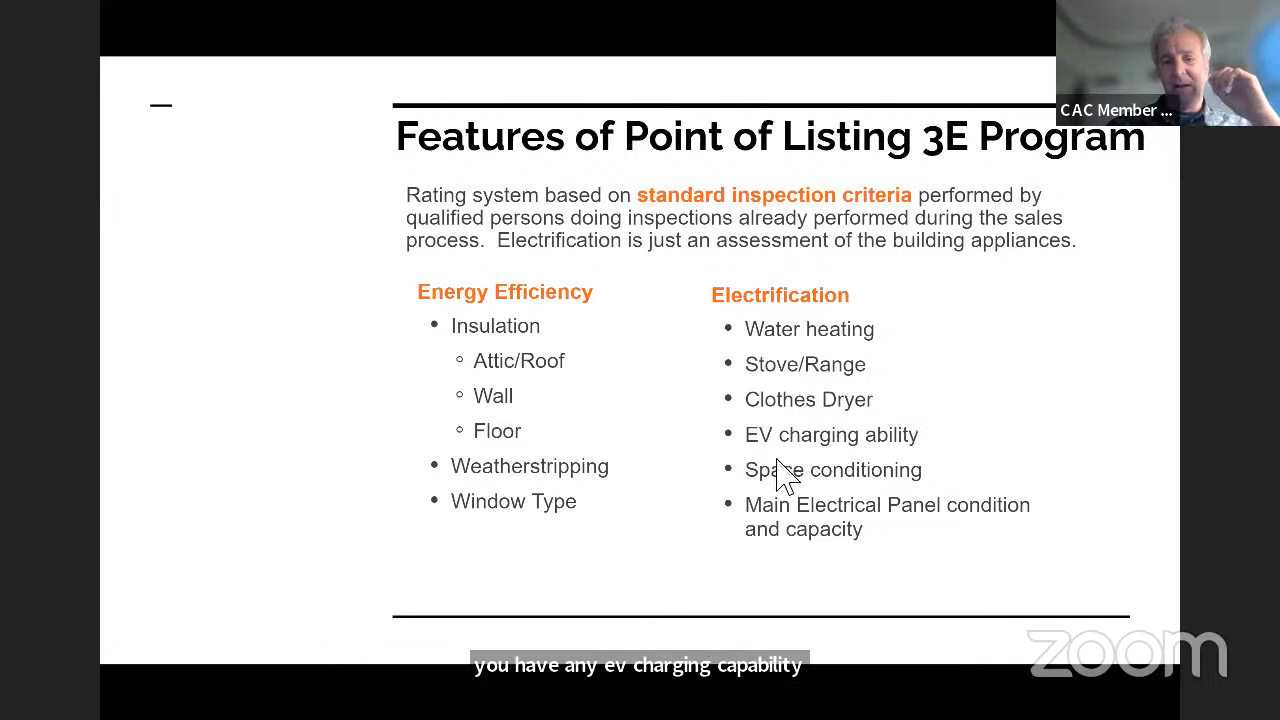 CAC Member ...
Features of Point of Listing 3E Program
Rating system based on standard inspection criteria performed by
qualified persons doing inspections already performed during the sales
process. Electrification is just an assessment of the building appliances.
Energy Efficiency
• Insulation
○ Attic/Roof
○ Wall
○ Floor
• Weatherstripping
• Window Type
Electrification
• Water heating
• Stove/Range
• Clothes Dryer
• EV charging ability
• Space conditioning
• Main Electrical Panel condition
and capacity
you have any ev charging capability
zoom